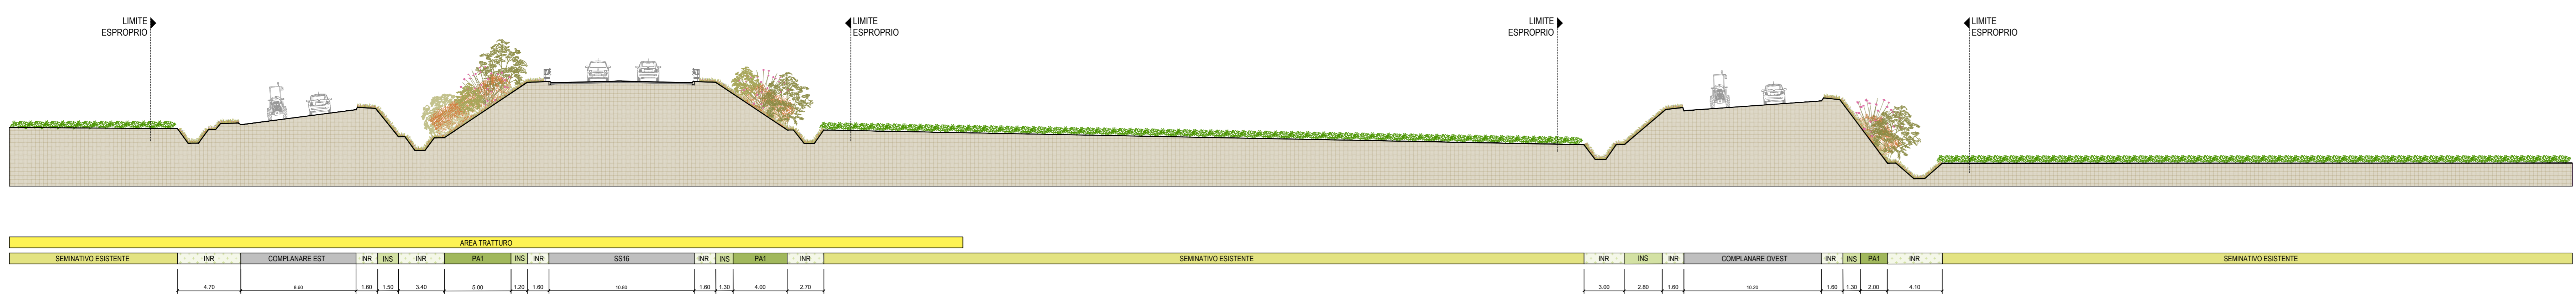 LIMITE
ESPROPRIO
LIMITE
ESPROPRIO
LIMITE
ESPROPRIO
LIMITE
ESPROPRIO
AREA TRATTURO
SEMINATIVO ESISTENTE INR COMPLANARE EST INR INS INR PA1 INS INR SS16 INR INS PA1 INR SEMINATIVO ESISTENTE INR INS INR COMPLANARE OVEST INR INS PA1 INR SEMINATIVO ESISTENTE
4.70 8.60 1.60 1.50 3.40 5.00 1.20 1.60 10.80 1.60 1.30 4.00 2.70 3.00 2.80 1.60 10.20 1.60 1.30 2.00 4.10